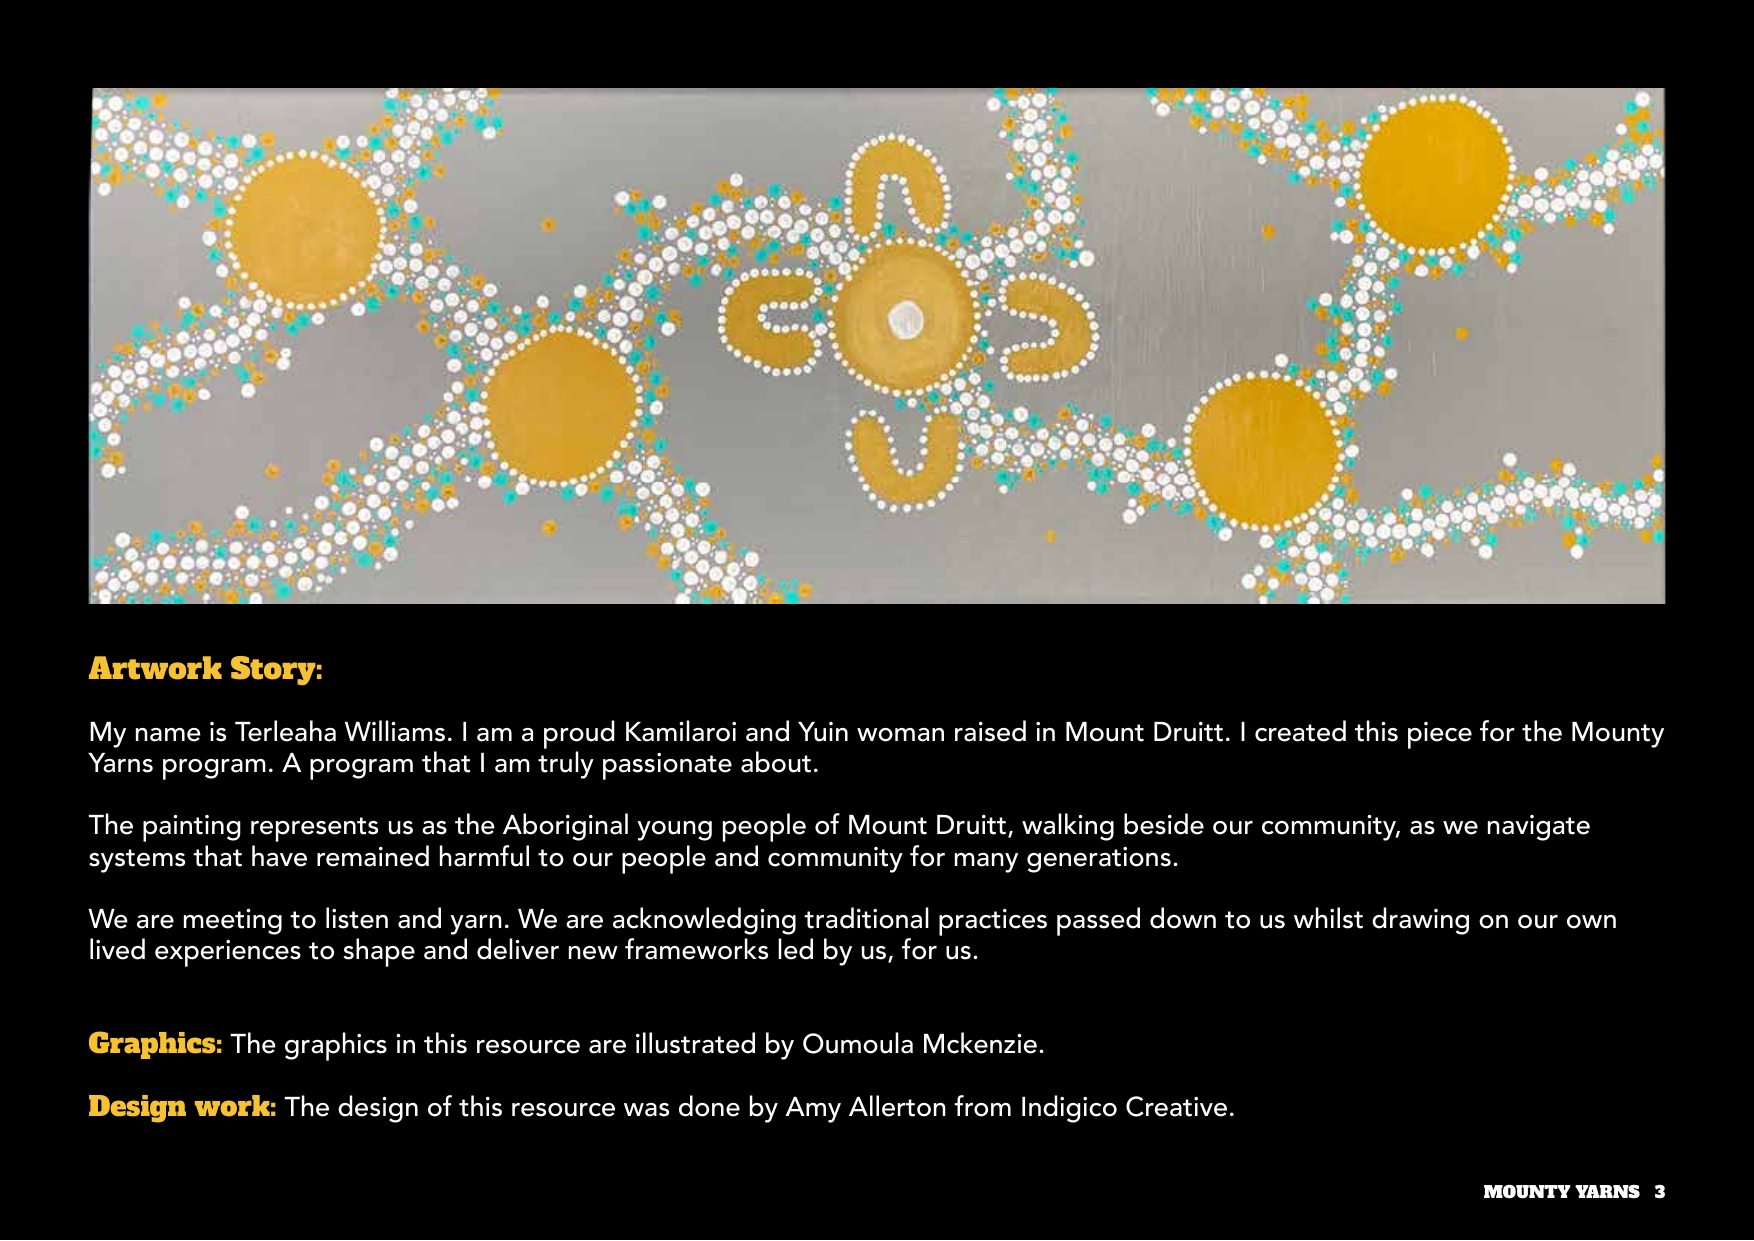 Artwork Story:
My name is Terleaha Williams. I am a proud Kamilaroi and Yuin woman raised in Mount Druitt. I created this piece for the Mounty
Yarns program. A program that I am truly passionate about.
The painting represents us as the Aboriginal young people of Mount Druitt, walking beside our community, as we navigate
systems that have remained harmful to our people and community for many generations.
We are meeting to listen and yarn. We are acknowledging traditional practices passed down to us whilst drawing on our own
lived experiences to shape and deliver new frameworks led by us, for us.
Graphics: The graphics in this resource are illustrated by Oumoula Mckenzie.
Design work: The design of this resource was done by Amy Allerton from Indigico Creative.
MOUNTY YARNS 3